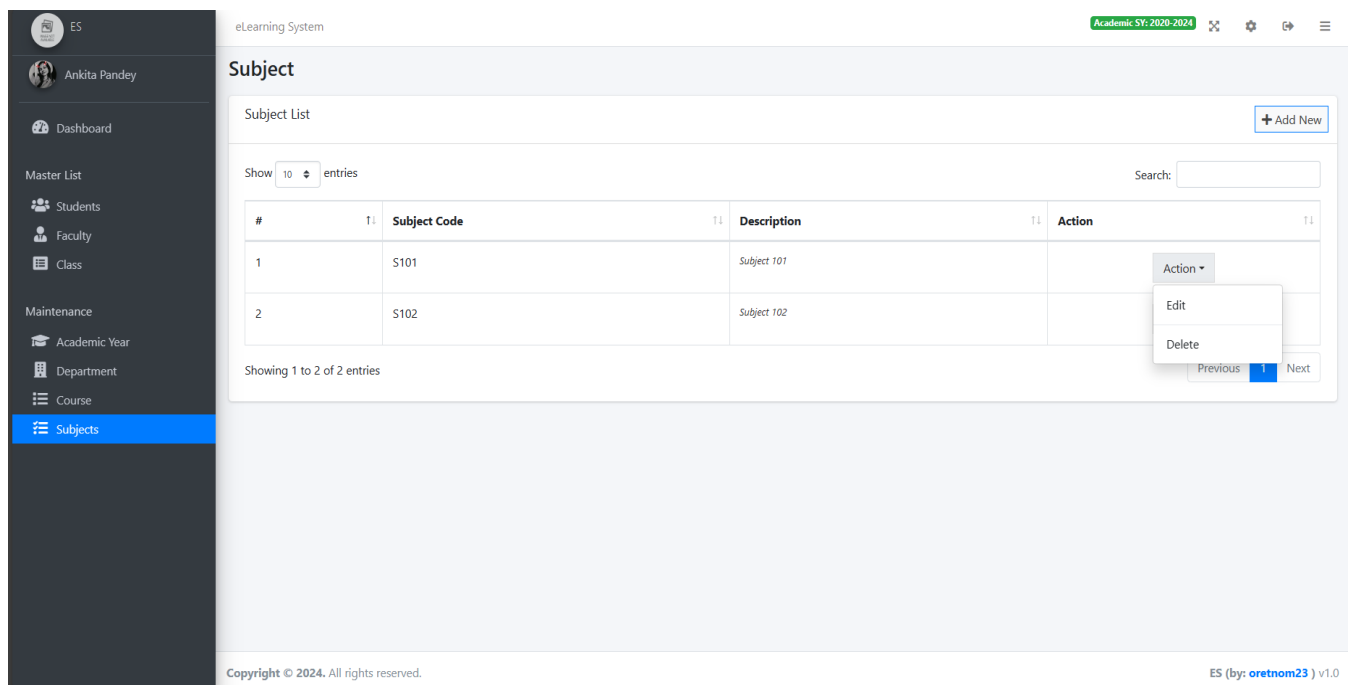 ES
eLearning System
Academic SY: 2020-2024
Ankita Pandey
Dashboard
Master List
Students
Faculty
Class
Maintenance
Academic Year
Department
Course
Subjects
Subject
Subject List
Add New
Show 10 entries
Search:
# Subject Code Description Action
1 S101 Subject 101 Action
2 S102 Subject 102
Edit
Delete
Showing 1 to 2 of 2 entries
Previous 1 Next
Copyright © 2024. All rights reserved.
ES (by: oretnom23 ) v1.0